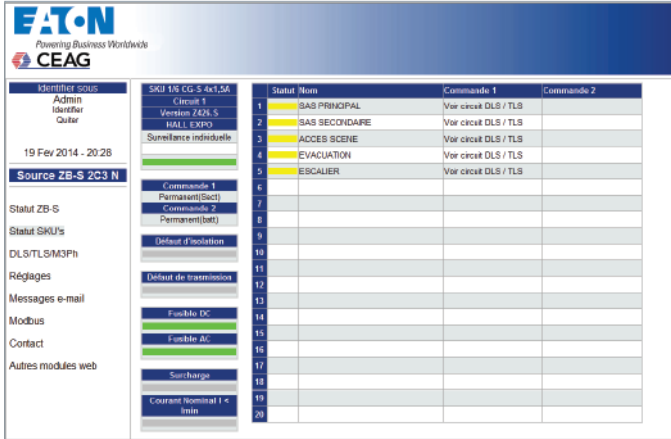 EATON
Powering Business Worldwide
CEAG
Identifier sous
Admin
Identifier
Quiter
19 Fev 2014 - 20:28
Source ZB-S 2C3 N
Statut ZB-S
Statut SKU's
DLS/TLS/M3Ph
Réglages
Messages e-mail
Modbus
Contact
Autres modules web
SKU 1/6 CG-S 4x1,5A
Circuit 1
Version Z426.5
HALL EXPO
Surveillance individuelle
Commande 1
Permanent(Sect)
Commande 2
Permanent(batt)
Défaut d'isolation
Défaut de trasmission
Fusible DC
Fusible AC
Surcharge
Courant Nominal I <
Imin
Statut Nom Commande 1 Commande 2
1 SAS PRINCIPAL Voir circuit DLS / TLS
2 SAS SECONDAIRE Voir circuit DLS / TLS
3 ACCES SCENE Voir circuit DLS / TLS
4 EVACUATION Voir circuit DLS / TLS
5 ESCALIER Voir circuit DLS / TLS
6
7
8
9
10
11
12
13
14
15
16
17
18
19
20